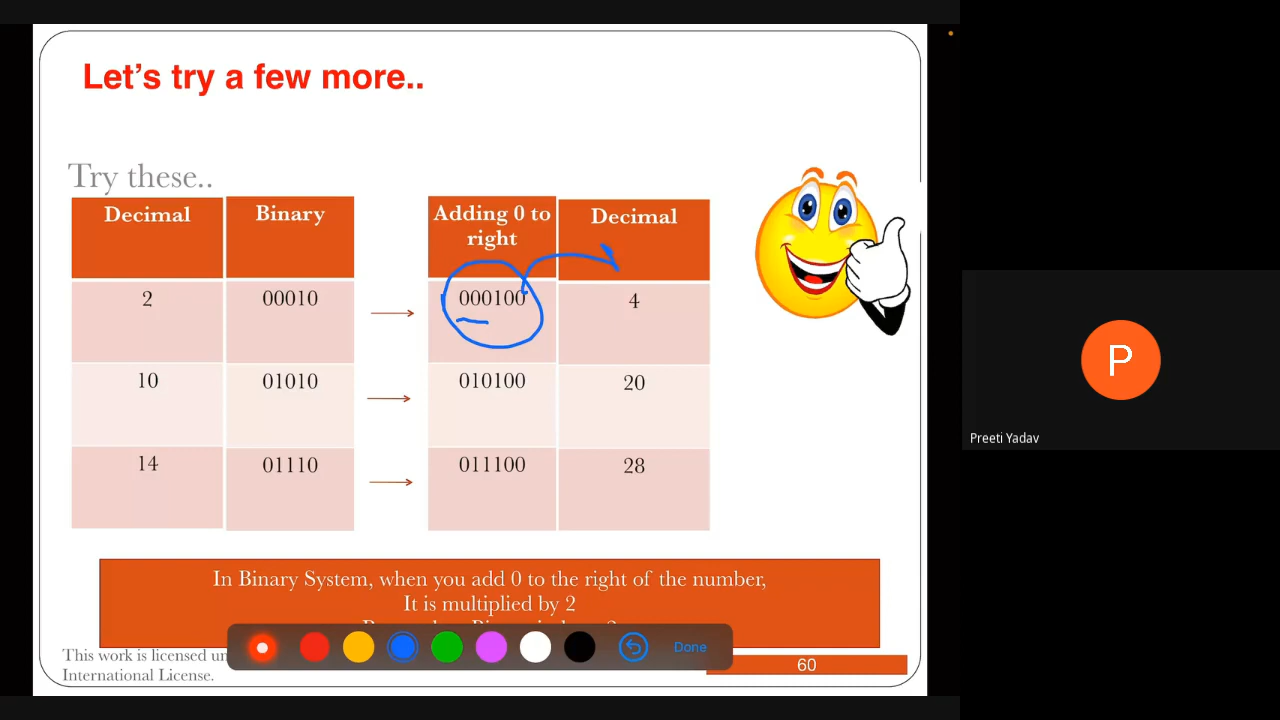 Let's try a few more..
Try these..
Decimal Binary Adding 0 to right Decimal
2 00010 000100 4
10 01010 010100 20
14 01110 011100 28
In Binary System, when you add 0 to the right of the number,
It is multiplied by 2
This work is licensed
International License.
60
Done
P
Preeti Yadav